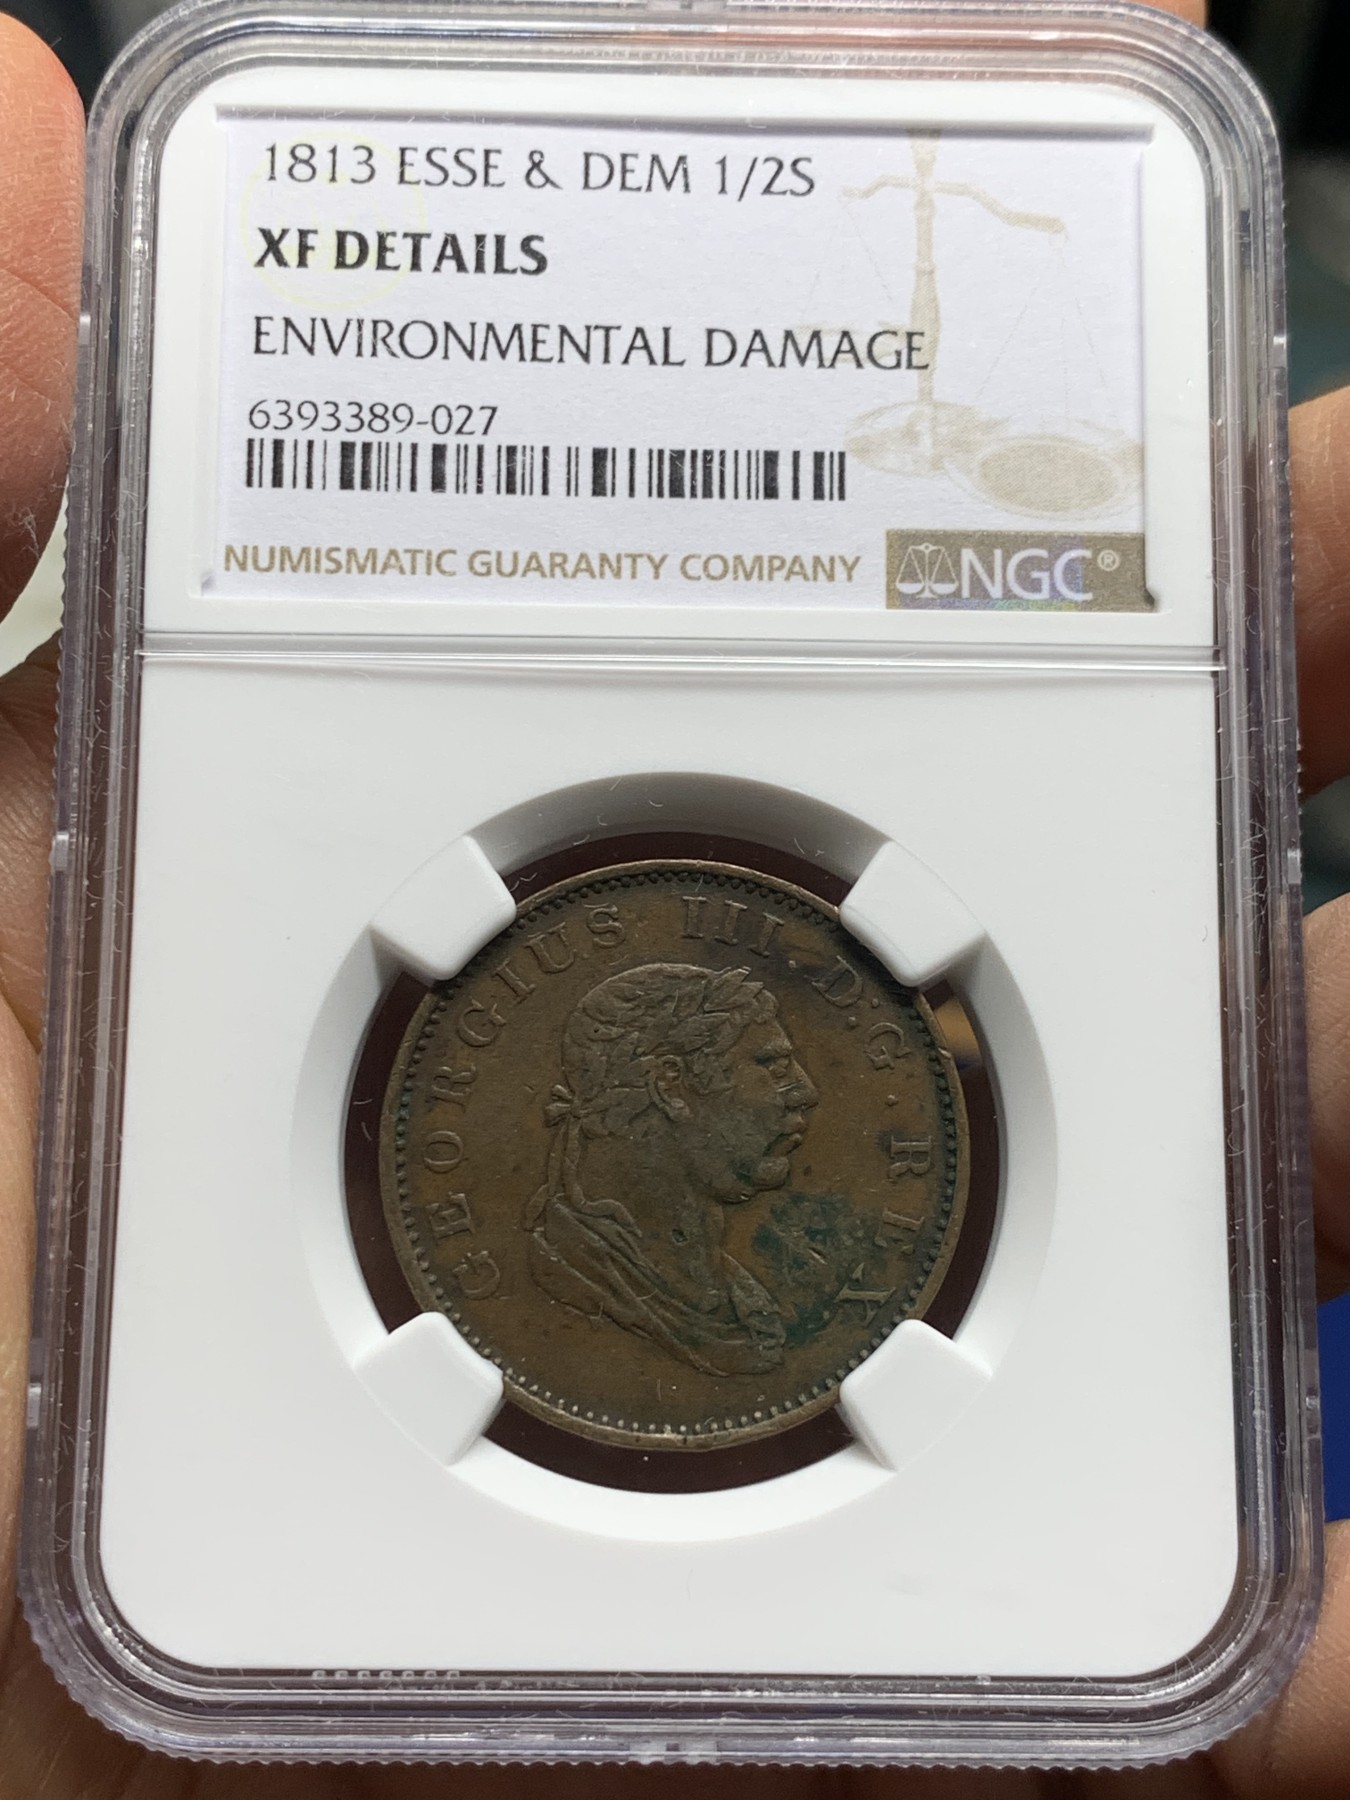 1813 ESSE & DEM 1/2S
XF DETAILS
ENVIRONMENTAL DAMAGE
6393389-027
NUMISMATIC GUARANTY COMPANY
NGC®
GEORGIUS III. D:G. REX